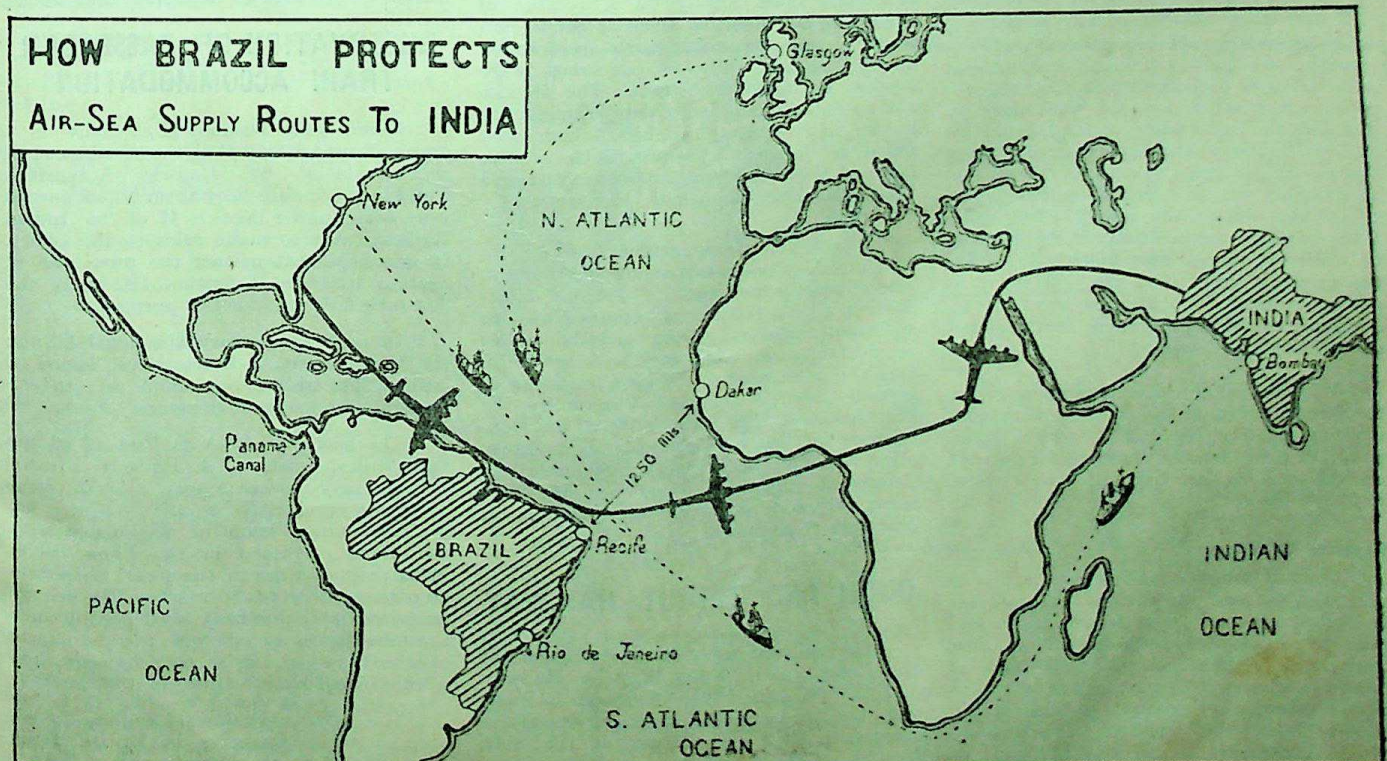 HOW BRAZIL PROTECTS
AIR-SEA SUPPLY ROUTES TO INDIA
Glasgow
New York
N. ATLANTIC
OCEAN
INDIA
Bombay
Dakar
1250 Mls
Panama
Canal
BRAZIL
Recife
INDIAN
OCEAN
PACIFIC
OCEAN
Rio de Janeiro
S. ATLANTIC
OCEAN